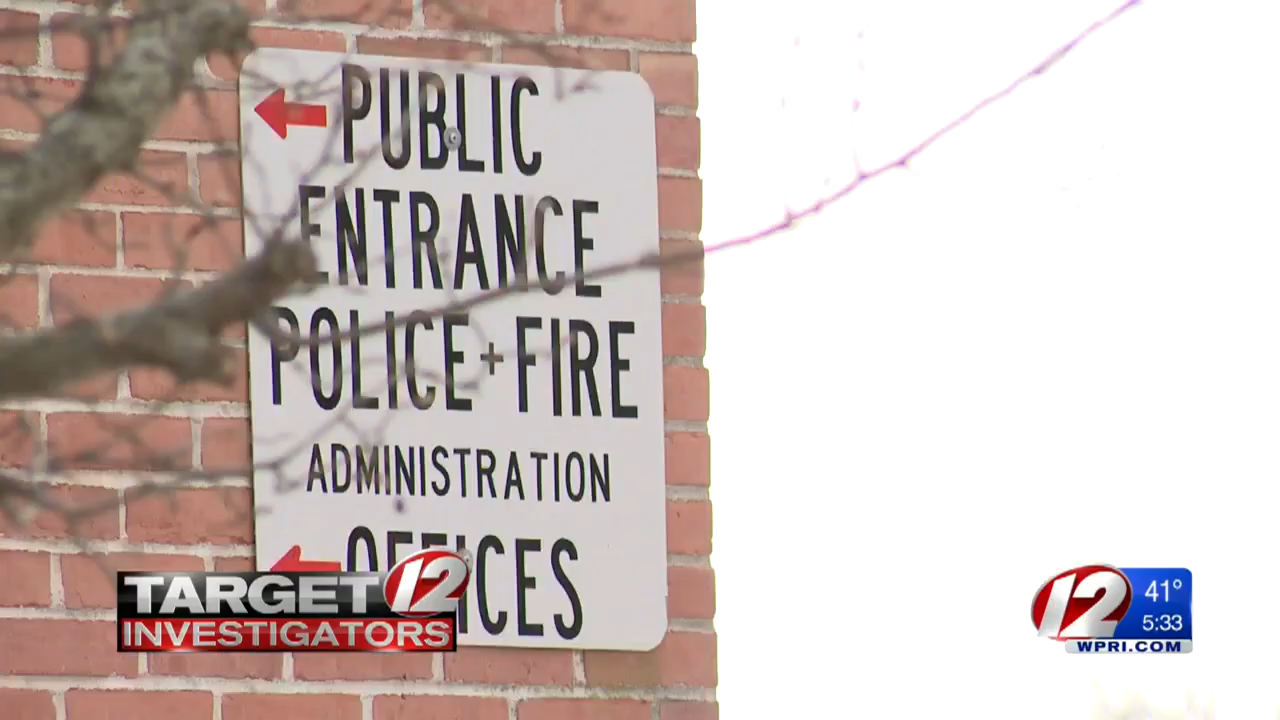 PUBLIC
ENTRANCE
POLICE + FIRE
ADMINISTRATION
OFFICES
TARGET 12
INVESTIGATORS
12
41°
5:33
WPRI.COM